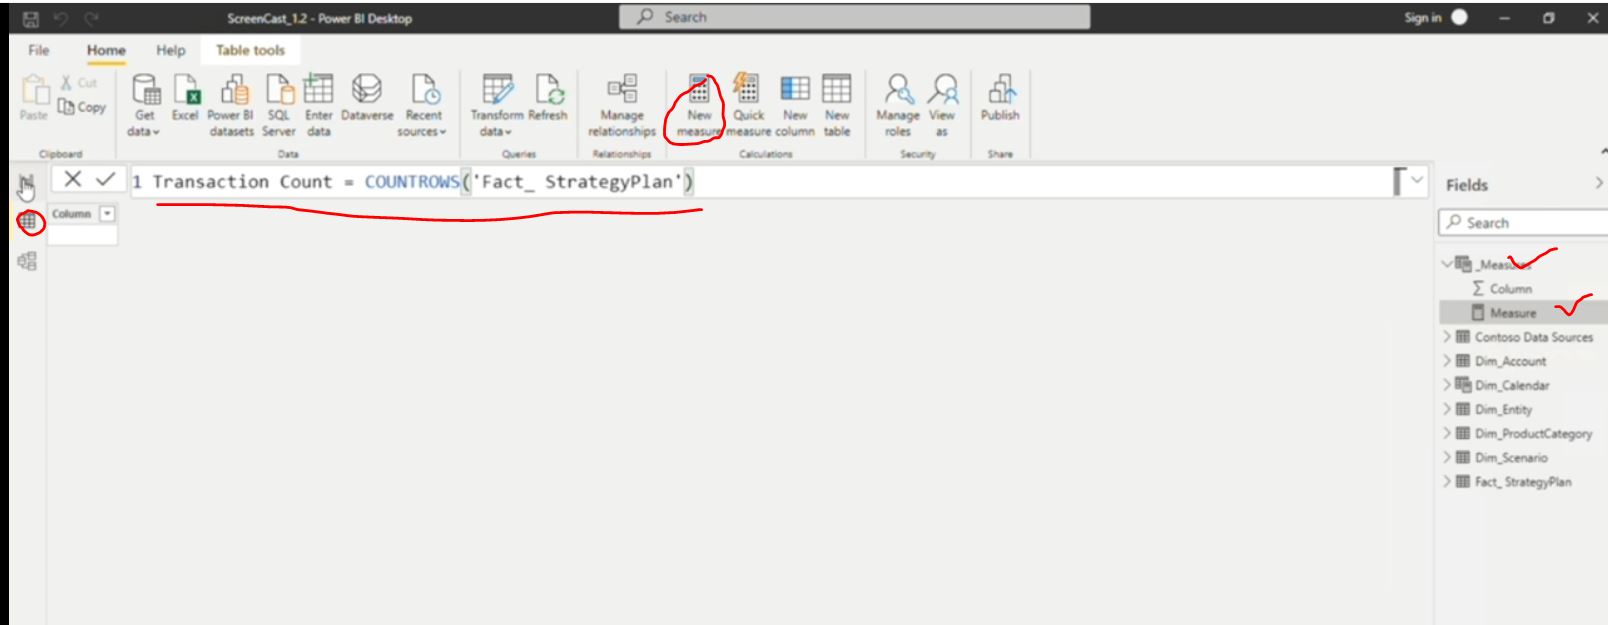 ScreenCast_1.2 - Power BI Desktop
Search
Sign in
File Home Help Table tools
Paste
Cut
Copy
Clipboard
Get data
Excel
Power BI datasets
SQL Server
Enter data
Dataverse
Recent sources
Data
Transform data
Refresh
Queries
Manage relationships
Relationships
New measure
Quick measure
New column
New table
Calculations
Manage roles
View as
Security
Publish
Share
1 Transaction Count = COUNTROWS('Fact_ StrategyPlan')
Column
Fields
Search
_Measures
Column
Measure
Contoso Data Sources
Dim_Account
Dim_Calendar
Dim_Entity
Dim_ProductCategory
Dim_Scenario
Fact_ StrategyPlan